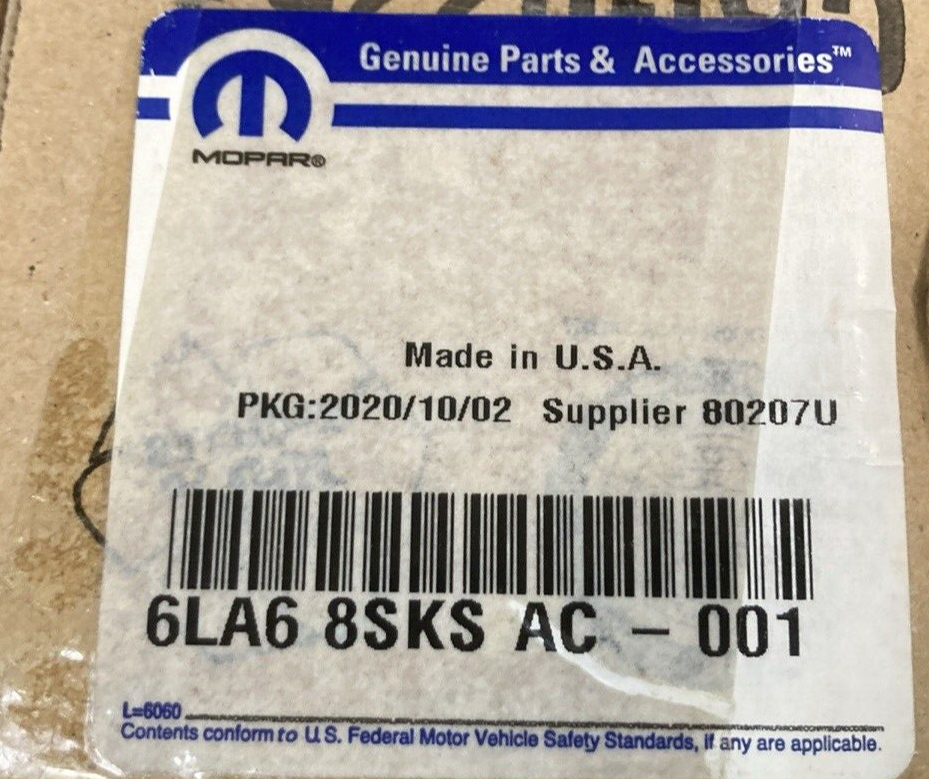 Genuine Parts & Accessories™
MOPAR®
Made in U.S.A.
PKG:2020/10/02 Supplier 80207U
6LA6 8SKS AC - 001
L=6060
Contents conform to U.S. Federal Motor Vehicle Safety Standards, if any are applicable.